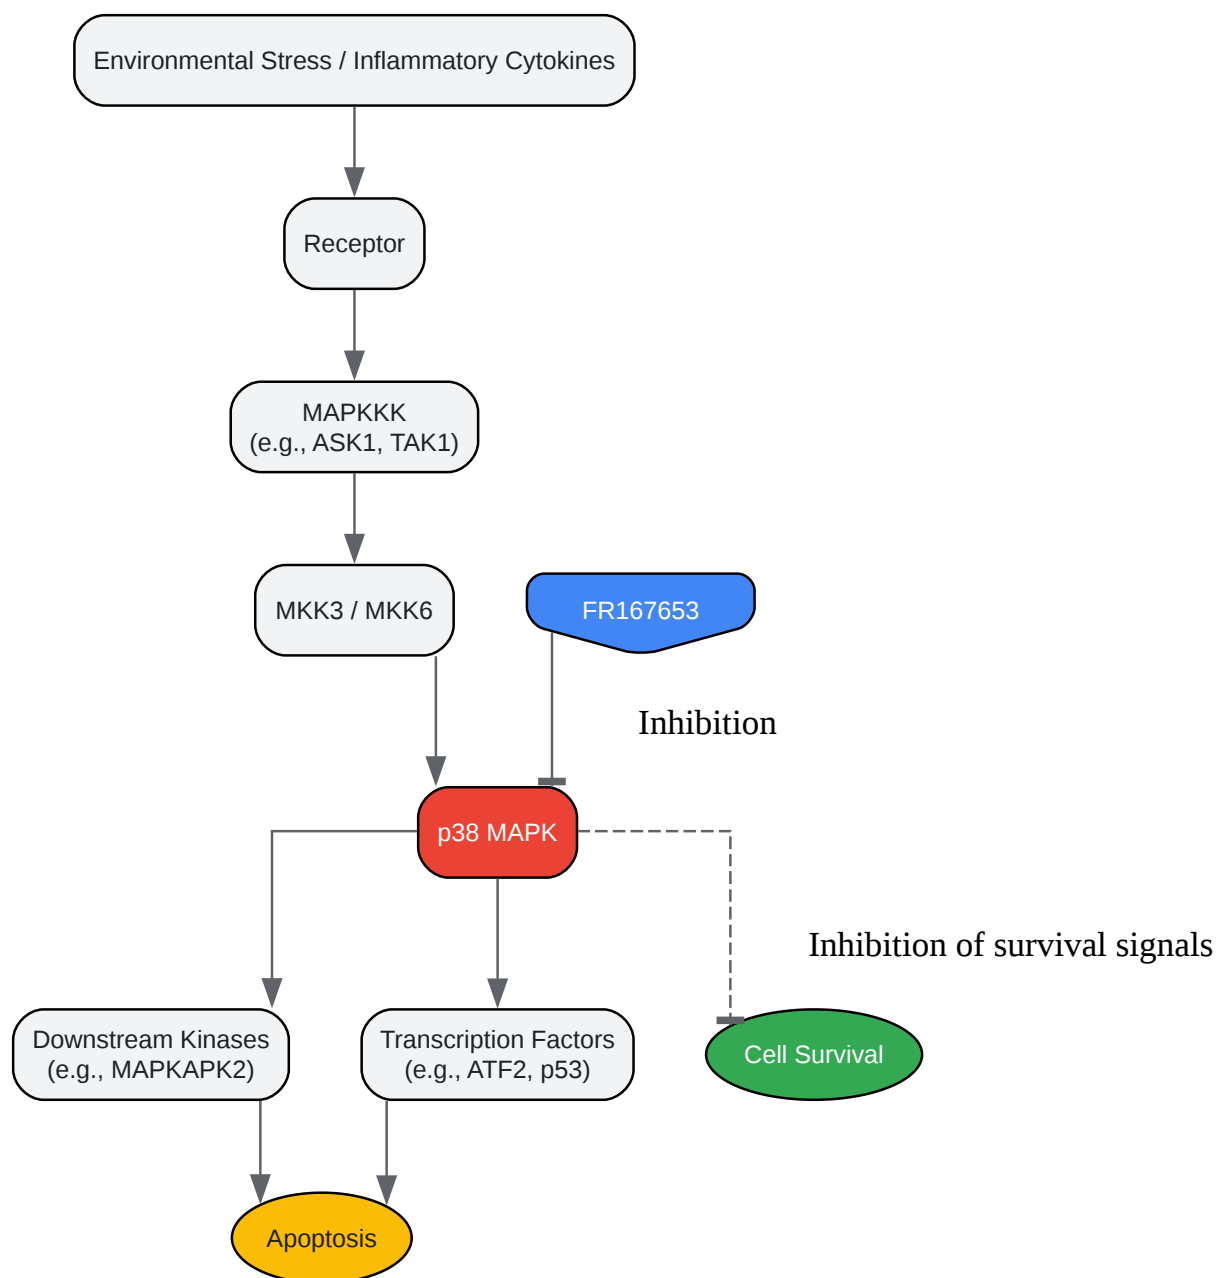 Environmental Stress / Inflammatory Cytokines
Receptor
MAPKKK
(e.g., ASK1, TAK1)
MKK3 / MKK6
FR167653
Inhibition
p38 MAPK
Inhibition of survival signals
Downstream Kinases
(e.g., MAPKAPK2)
Transcription Factors
(e.g., ATF2, p53)
Cell Survival
Apoptosis